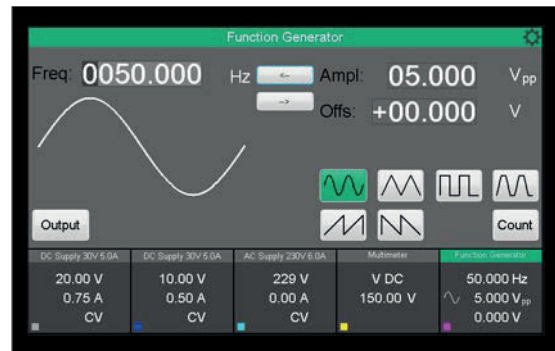 Function Generator
Freq: 0050.000 Hz <-- Ampl: 05.000 Vpp
--> Offs: +00.000 V
Output
Count
DC Supply 30V 5.0A DC Supply 30V 5.0A AC Supply 230V 6.0A Multimeter Function Generator
20.00 V 10.00 V 229 V V DC 50.000 Hz
0.75 A 0.50 A 0.00 A 150.00 V 5.000 Vpp
CV CV CV 0.000 V